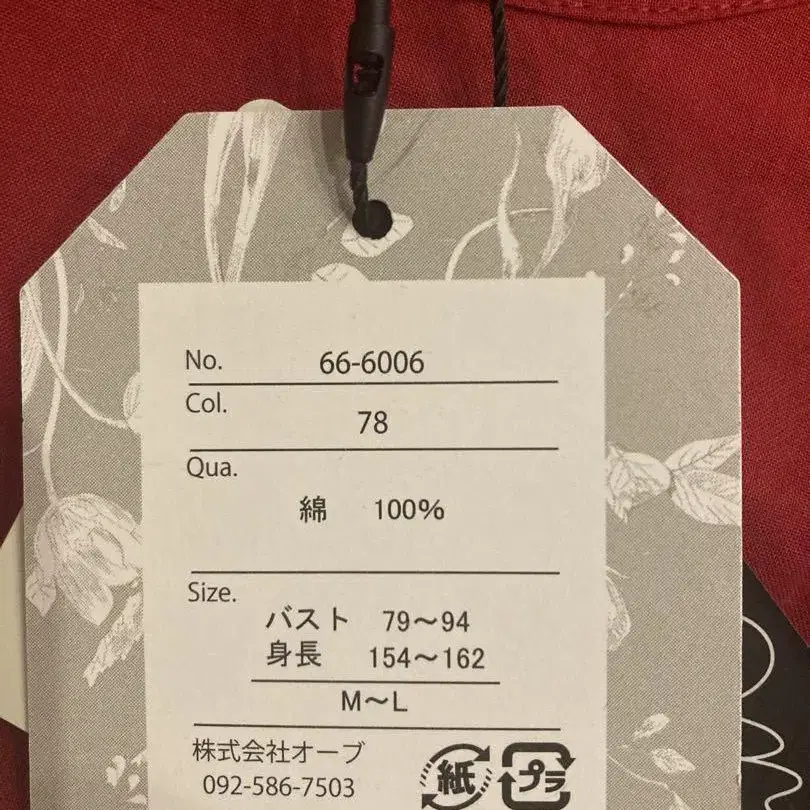 No. 66-6006
Col. 78
Qua.
綿 100%
Size.
バスト 79～94
身長 154～162
M～L
株式会社オーブ
092-586-7503
紙 プラ